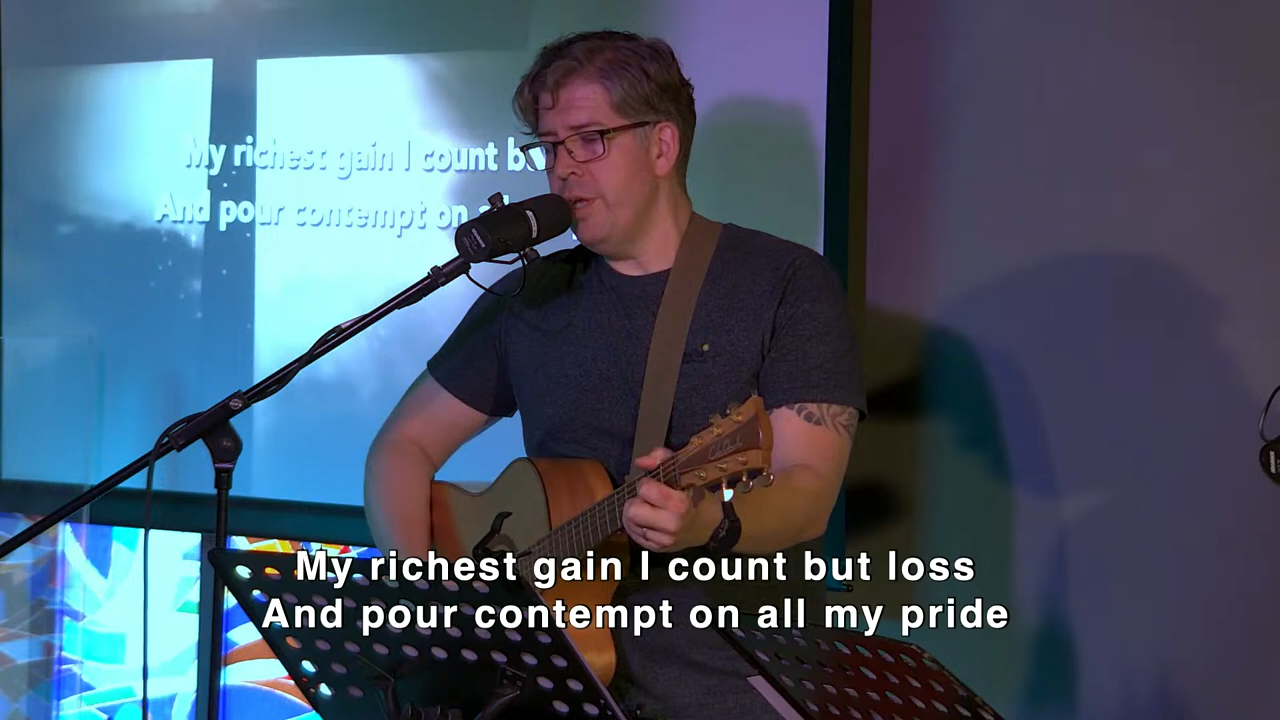 My richest gain I count
And pour contempt on
My richest gain I count but loss
And pour contempt on all my pride